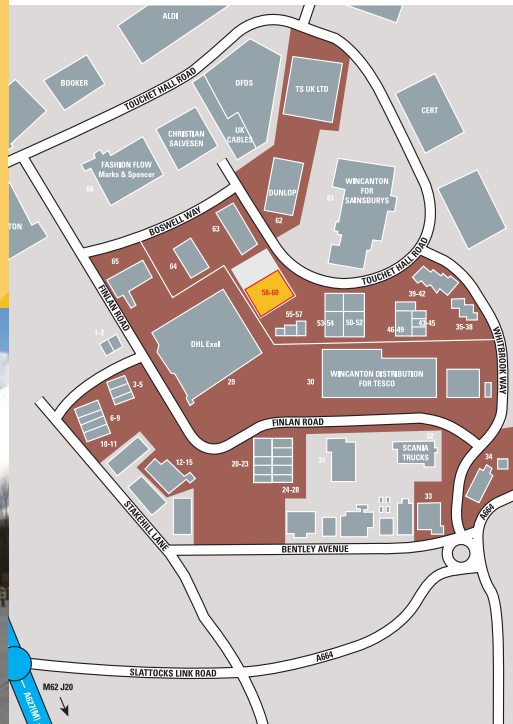 ALDI
BOOKER
TOUCHET HALL ROAD
DFDS
TS UK LTD
CERT
CHRISTIAN
SALVESEN
UK
CABLES
FASHION FLOW
Marks & Spencer
66
DUNLOP
62
WINCANTON
FOR
SAINSBURYS
61
TON
BOSWELL WAY
63
64
65
58-60
TOUCHET HALL ROAD
FINLAN ROAD
39-42
55-57
53-54
50-52
46-49
43-45
35-38
1-2
DHL Exel
29
30
WINCANTON DISTRIBUTION
FOR TESCO
WHITBROOK WAY
3-5
6-9
10-11
FINLAN ROAD
12-15
20-23
24-28
31
32
SCANIA
TRUCKS
33
34
A664
STAKEHILL LANE
BENTLEY AVENUE
A664
SLATTOCKS LINK ROAD
M62 J20
A627(M)